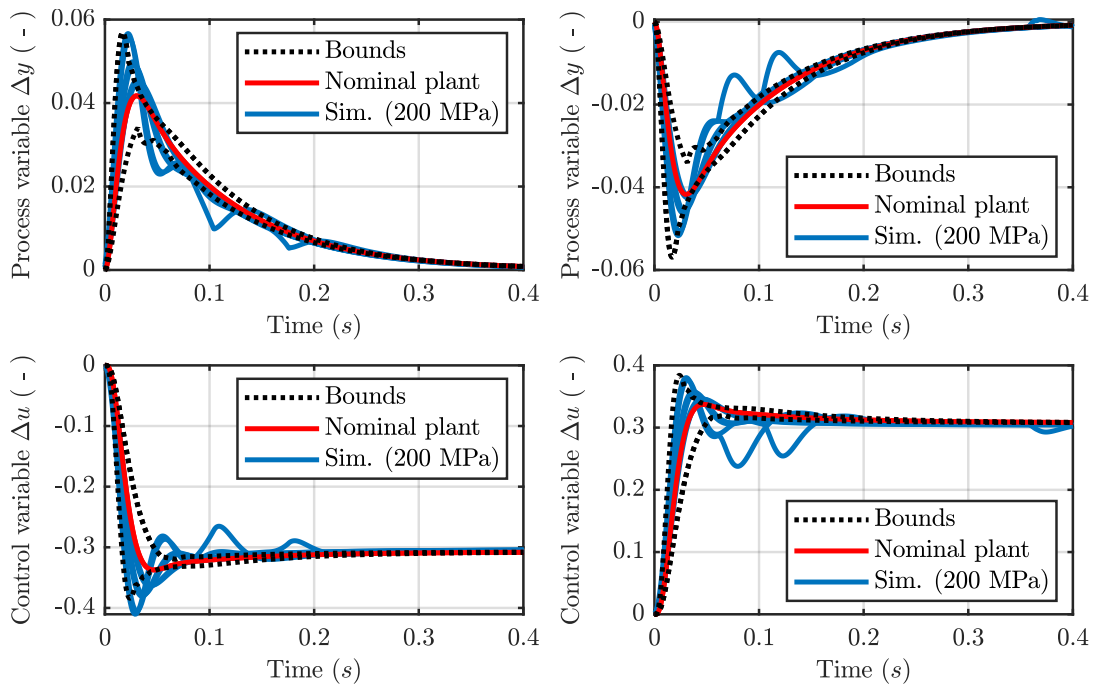 Process variable Δy ( - )
0.06
0.04
0.02
0
Bounds
Nominal plant
Sim. (200 MPa)
0 0.1 0.2 0.3 0.4
Time (s)
Process variable Δy ( - )
0
-0.02
-0.04
-0.06
Bounds
Nominal plant
Sim. (200 MPa)
0 0.1 0.2 0.3 0.4
Time (s)
Control variable Δu ( - )
0
-0.1
-0.2
-0.3
-0.4
Bounds
Nominal plant
Sim. (200 MPa)
0 0.1 0.2 0.3 0.4
Time (s)
Control variable Δu ( - )
0.4
0.3
0.2
0.1
0
Bounds
Nominal plant
Sim. (200 MPa)
0 0.1 0.2 0.3 0.4
Time (s)